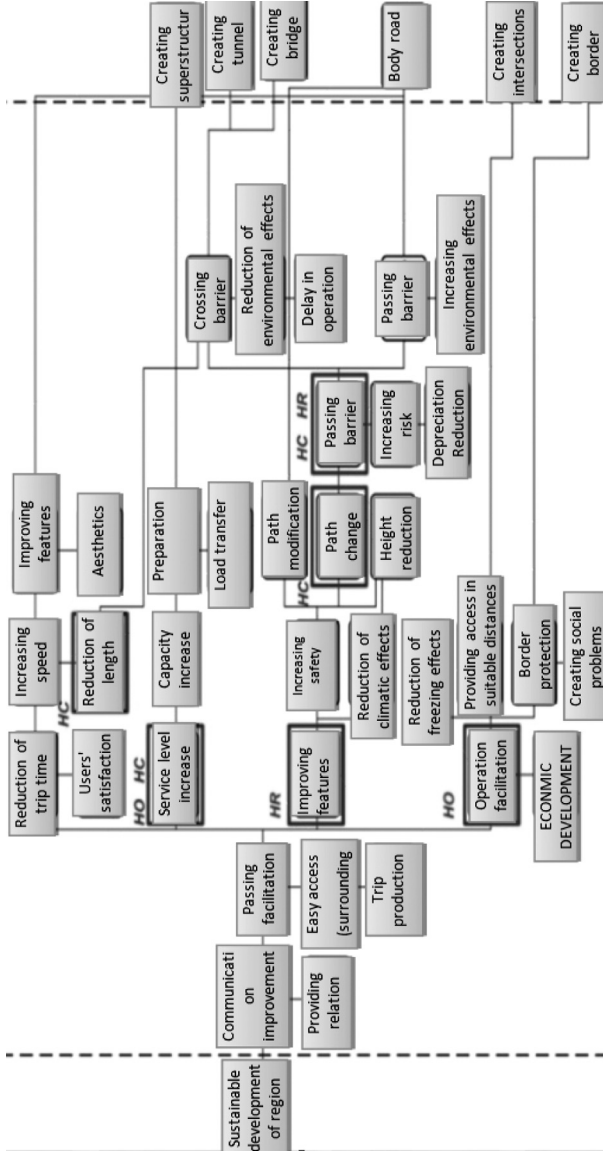 Sustainable
development
of region
Communicati
on
improvement
Providing
relation
Passing
facilitation
Easy access
(surrounding
Trip
production
Reduction of
trip time
Users'
satisfaction
HO
HC
Service level
increase
HR
Improving
features
HO
Operation
facilitation
ECONMIC
DEVELOPMENT
Increasing
speed
HC
Reduction of
length
Capacity
increase
Increasing
safety
Reduction of
climatic effects
Reduction of
freezing effects
Providing access in
suitable distances
Border
protection
Creating social
problems
Improving
features
Aesthetics
Preparation
Load transfer
Path
modification
HC
Path
change
Height
reduction
HC
HR
Passing
barrier
Increasing
risk
Depreciation
Reduction
Crossing
barrier
Reduction of
environmental effects
Delay in
operation
Passing
barrier
Increasing
environmental effects
Creating
superstructur
Creating
tunnel
Creating
bridge
Body road
Creating
intersections
Creating
border